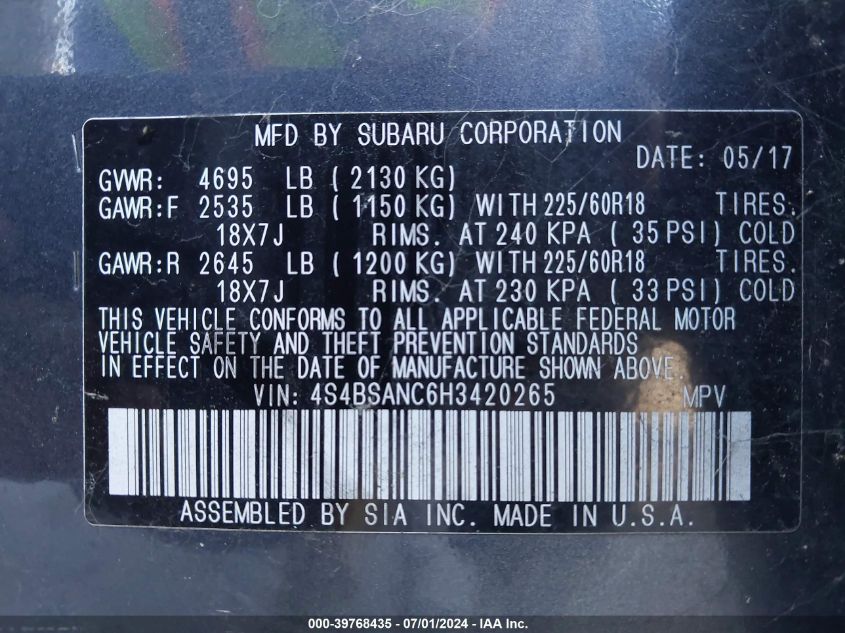 MFD BY SUBARU CORPORATION
DATE: 05/17
GVWR: 4695 LB ( 2130 KG)
GAWR:F 2535 LB ( 1150 KG) WITH 225/60R18 TIRES.
18X7J RIMS. AT 240 KPA ( 35 PSI) COLD
GAWR:R 2645 LB ( 1200 KG) WITH 225/60R18 TIRES.
18X7J RIMS. AT 230 KPA ( 33 PSI) COLD
THIS VEHICLE CONFORMS TO ALL APPLICABLE FEDERAL MOTOR
VEHICLE SAFETY AND THEFT PREVENTION STANDARDS
IN EFFECT ON THE DATE OF MANUFACTURE SHOWN ABOVE.
VIN: 4S4BSANC6H3420265 MPV
ASSEMBLED BY SIA INC. MADE IN U.S.A.
000-39768435 - 07/01/2024 - IAA Inc.